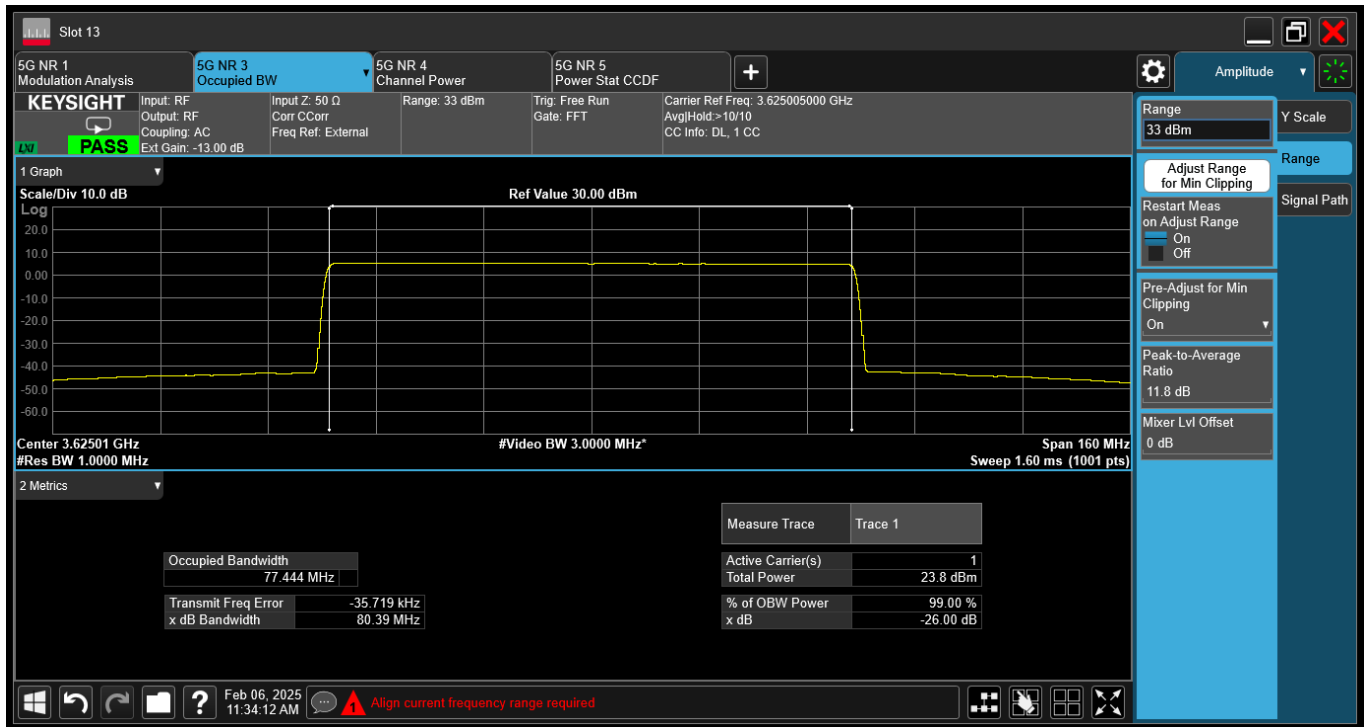 Slot 13
5G NR 1
Modulation Analysis
5G NR 3
Occupied BW
5G NR 4
Channel Power
5G NR 5
Power Stat CCDF
Amplitude
KEYSIGHT
LXI
PASS
Input: RF
Output: RF
Coupling: AC
Ext Gain: -13.00 dB
Input Z: 50 Ω
Corr CCorr
Freq Ref: External
Range: 33 dBm
Trig: Free Run
Gate: FFT
Carrier Ref Freq: 3.625005000 GHz
Avg|Hold:>10/10
CC Info: DL, 1 CC
1 Graph
Scale/Div 10.0 dB
Ref Value 30.00 dBm
Log
20.0
10.0
0.00
-10.0
-20.0
-30.0
-40.0
-50.0
-60.0
Center 3.62501 GHz
#Video BW 3.0000 MHz*
Span 160 MHz
#Res BW 1.0000 MHz
Sweep 1.60 ms (1001 pts)
2 Metrics
Measure Trace Trace 1
Occupied Bandwidth
77.444 MHz
Active Carrier(s) 1
Total Power 23.8 dBm
Transmit Freq Error -35.719 kHz
x dB Bandwidth 80.39 MHz
% of OBW Power 99.00 %
x dB -26.00 dB
Range
33 dBm
Adjust Range
for Min Clipping
Restart Meas
on Adjust Range
On
Off
Pre-Adjust for Min
Clipping
On
Peak-to-Average
Ratio
11.8 dB
Mixer Lvl Offset
0 dB
Y Scale
Range
Signal Path
?
Feb 06, 2025
11:34:12 AM
1
Align current frequency range required